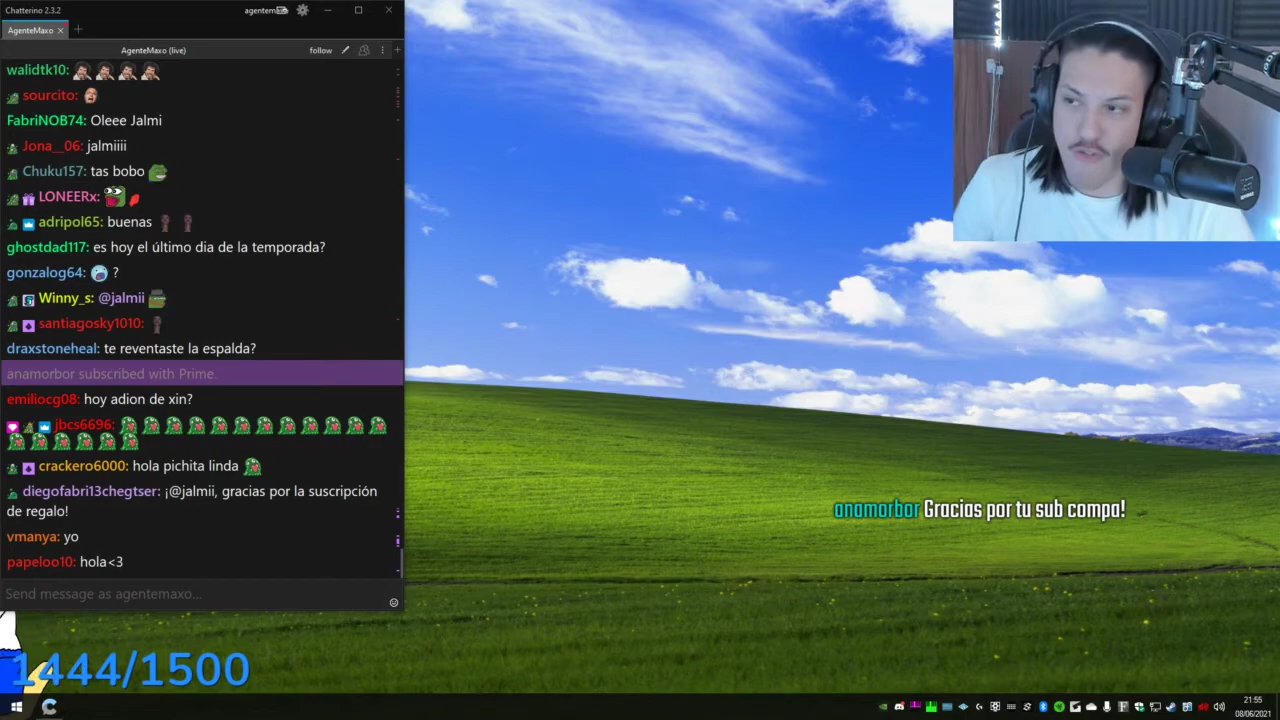 Chatterino 2.3.2
AgenteMaxo
AgenteMaxo (live)
follow
walidtk10:
sourcito:
FabriNOB74: Oleee Jalmi
Jona__06: jalmiiii
Chuku157: tas bobo
LONEERx:
adripol65: buenas
ghostdad117: es hoy el último dia de la temporada?
gonzalog64: ?
Winny_s: @jalmii
santiagosky1010:
draxstoneheal: te reventaste la espalda?
anamorbor subscribed with Prime.
emiliocg08: hoy adion de xin?
jbcs6696:
crackero6000: hola pichita linda
diegofabri13chegtser: ¡@jalmii, gracias por la suscripción
de regalo!
vmanya: yo
papeloo10: hola<3
Send message as agentemaxo...
anamorbor Gracias por tu sub campa!
1444/1500
21:55
08/06/2021